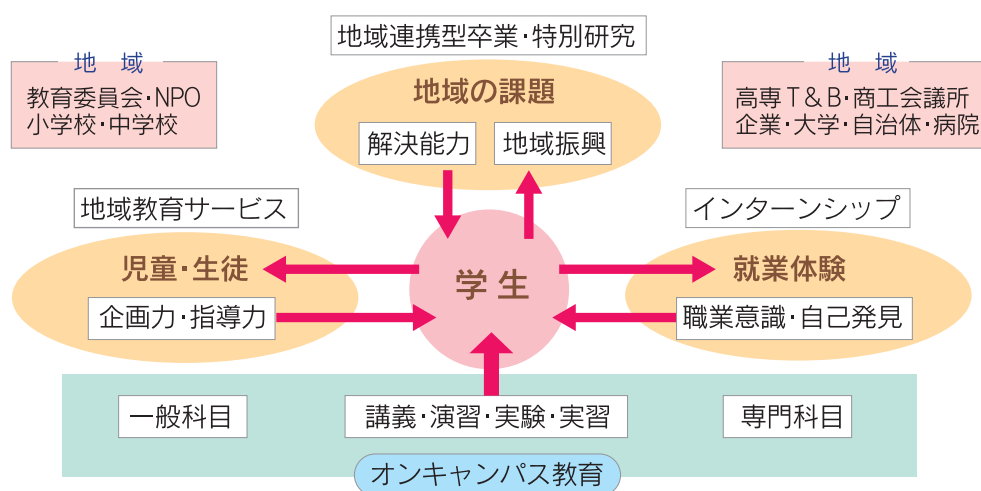 地域連携型卒業・特別研究
地域
教育委員会・NPO
小学校・中学校
地域の課題
解決能力
地域振興
地域
高専T&B・商工会議所
企業・大学・自治体・病院
地域教育サービス
児童・生徒
企画力・指導力
学生
インターンシップ
就業体験
職業意識・自己発見
一般科目
講義・演習・実験・実習
専門科目
オンキャンパス教育